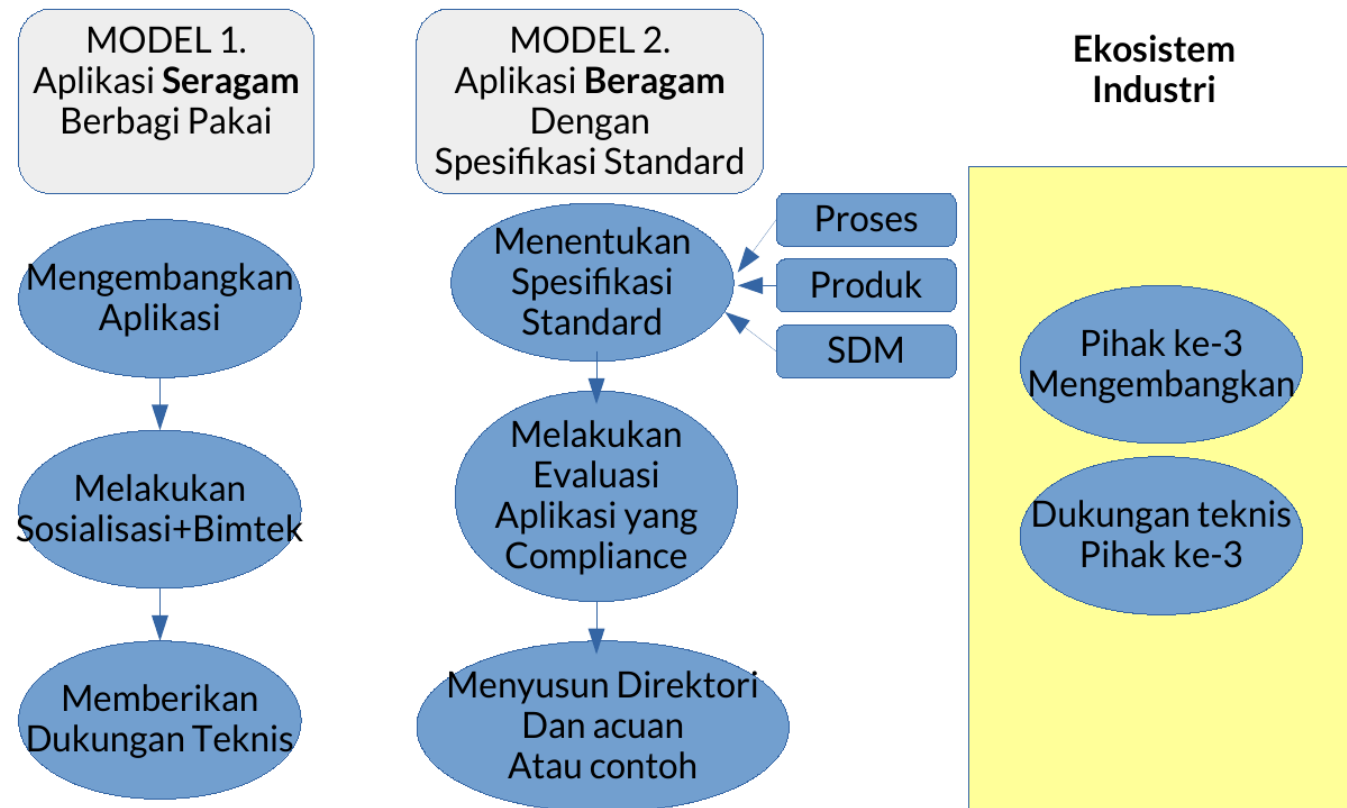 MODEL 1.
Aplikasi Seragam
Berbagi Pakai
Mengembangkan
Aplikasi
Melakukan
Sosialisasi+Bimtek
Memberikan
Dukungan Teknis
MODEL 2.
Aplikasi Beragam
Dengan
Spesifikasi Standard
Menentukan
Spesifikasi
Standard
Proses
Produk
SDM
Melakukan
Evaluasi
Aplikasi yang
Compliance
Menyusun Direktori
Dan acuan
Atau contoh
Ekosistem
Industri
Pihak ke-3
Mengembangkan
Dukungan teknis
Pihak ke-3